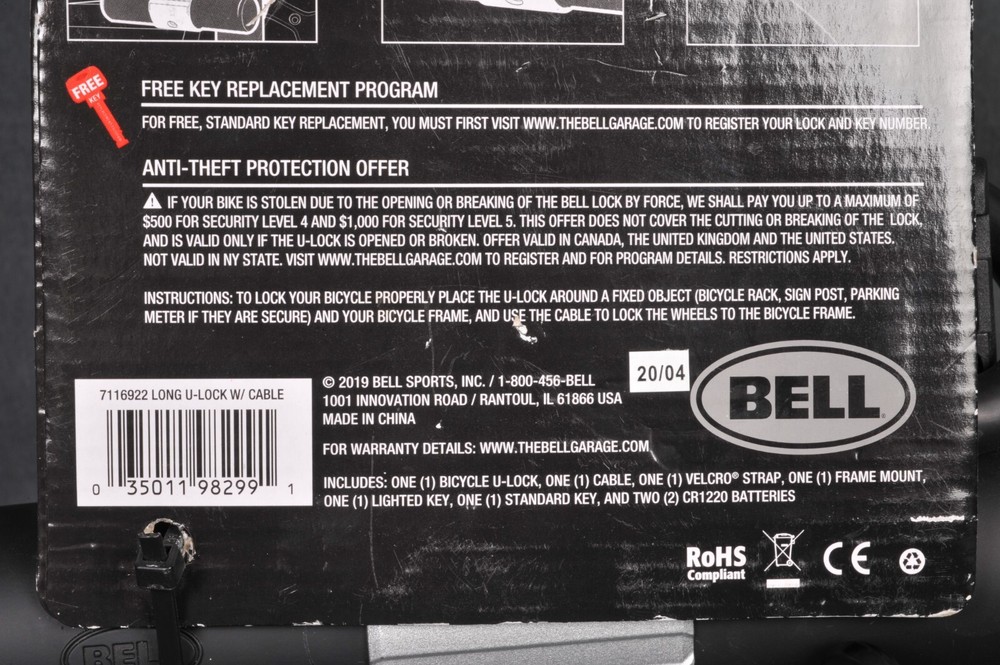 FREE
KEY
FREE KEY REPLACEMENT PROGRAM
FOR FREE, STANDARD KEY REPLACEMENT, YOU MUST FIRST VISIT WWW.THEBELLGARAGE.COM TO REGISTER YOUR LOCK AND KEY NUMBER.
ANTI-THEFT PROTECTION OFFER
IF YOUR BIKE IS STOLEN DUE TO THE OPENING OR BREAKING OF THE BELL LOCK BY FORCE, WE SHALL PAY YOU UP TO A MAXIMUM OF
$500 FOR SECURITY LEVEL 4 AND $1,000 FOR SECURITY LEVEL 5. THIS OFFER DOES NOT COVER THE CUTTING OR BREAKING OF THE LOCK,
AND IS VALID ONLY IF THE U-LOCK IS OPENED OR BROKEN. OFFER VALID IN CANADA, THE UNITED KINGDOM AND THE UNITED STATES.
NOT VALID IN NY STATE. VISIT WWW.THEBELLGARAGE.COM TO REGISTER AND FOR PROGRAM DETAILS. RESTRICTIONS APPLY.
INSTRUCTIONS: TO LOCK YOUR BICYCLE PROPERLY PLACE THE U-LOCK AROUND A FIXED OBJECT (BICYCLE RACK, SIGN POST, PARKING
METER IF THEY ARE SECURE) AND YOUR BICYCLE FRAME, AND USE THE CABLE TO LOCK THE WHEELS TO THE BICYCLE FRAME.
7116922 LONG U-LOCK W/ CABLE
0 35011 98299 1
© 2019 BELL SPORTS, INC. / 1-800-456-BELL
1001 INNOVATION ROAD / RANTOUL, IL 61866 USA
MADE IN CHINA
FOR WARRANTY DETAILS: WWW.THEBELLGARAGE.COM
20/04
BELL
INCLUDES: ONE (1) BICYCLE U-LOCK, ONE (1) CABLE, ONE (1) VELCRO® STRAP, ONE (1) FRAME MOUNT,
ONE (1) LIGHTED KEY, ONE (1) STANDARD KEY, AND TWO (2) CR1220 BATTERIES
RoHS
Compliant
CE
BELL